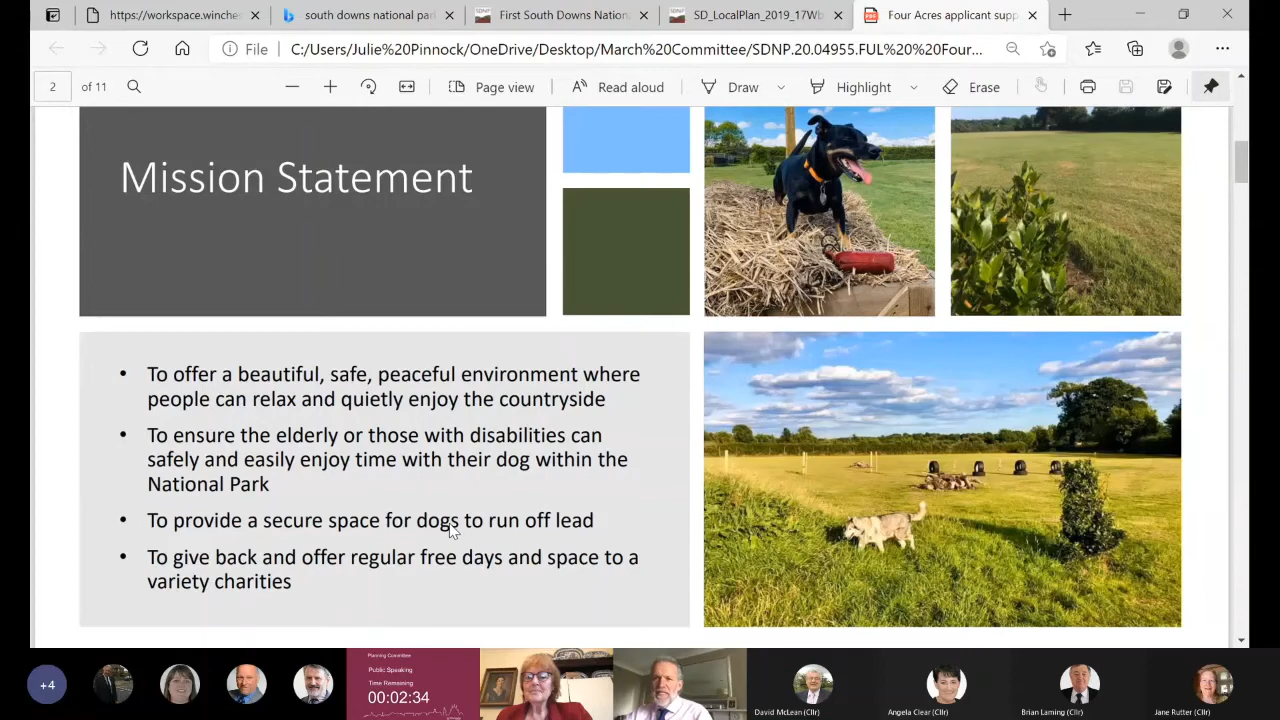 https://workspace.winches
south downs national par
First South Downs Nation
SD_LocalPlan_2019_17Wb
Four Acres applicant supp
File
C:/Users/Julie%20Pinnock/OneDrive/Desktop/March%20Committee/SDNP.20.04955.FUL%20%20Four...
2 of 11
Page view
Read aloud
Draw
Highlight
Erase
Mission Statement
• To offer a beautiful, safe, peaceful environment where
people can relax and quietly enjoy the countryside
• To ensure the elderly or those with disabilities can
safely and easily enjoy time with their dog within the
National Park
• To provide a secure space for dogs to run off lead
• To give back and offer regular free days and space to a
variety charities
+4
Planning Committee
Public Speaking
Time Remaining
00:02:34
David McLean (Cllr)
Angela Clear (Cllr)
Brian Laming (Cllr)
Jane Rutter (Cllr)